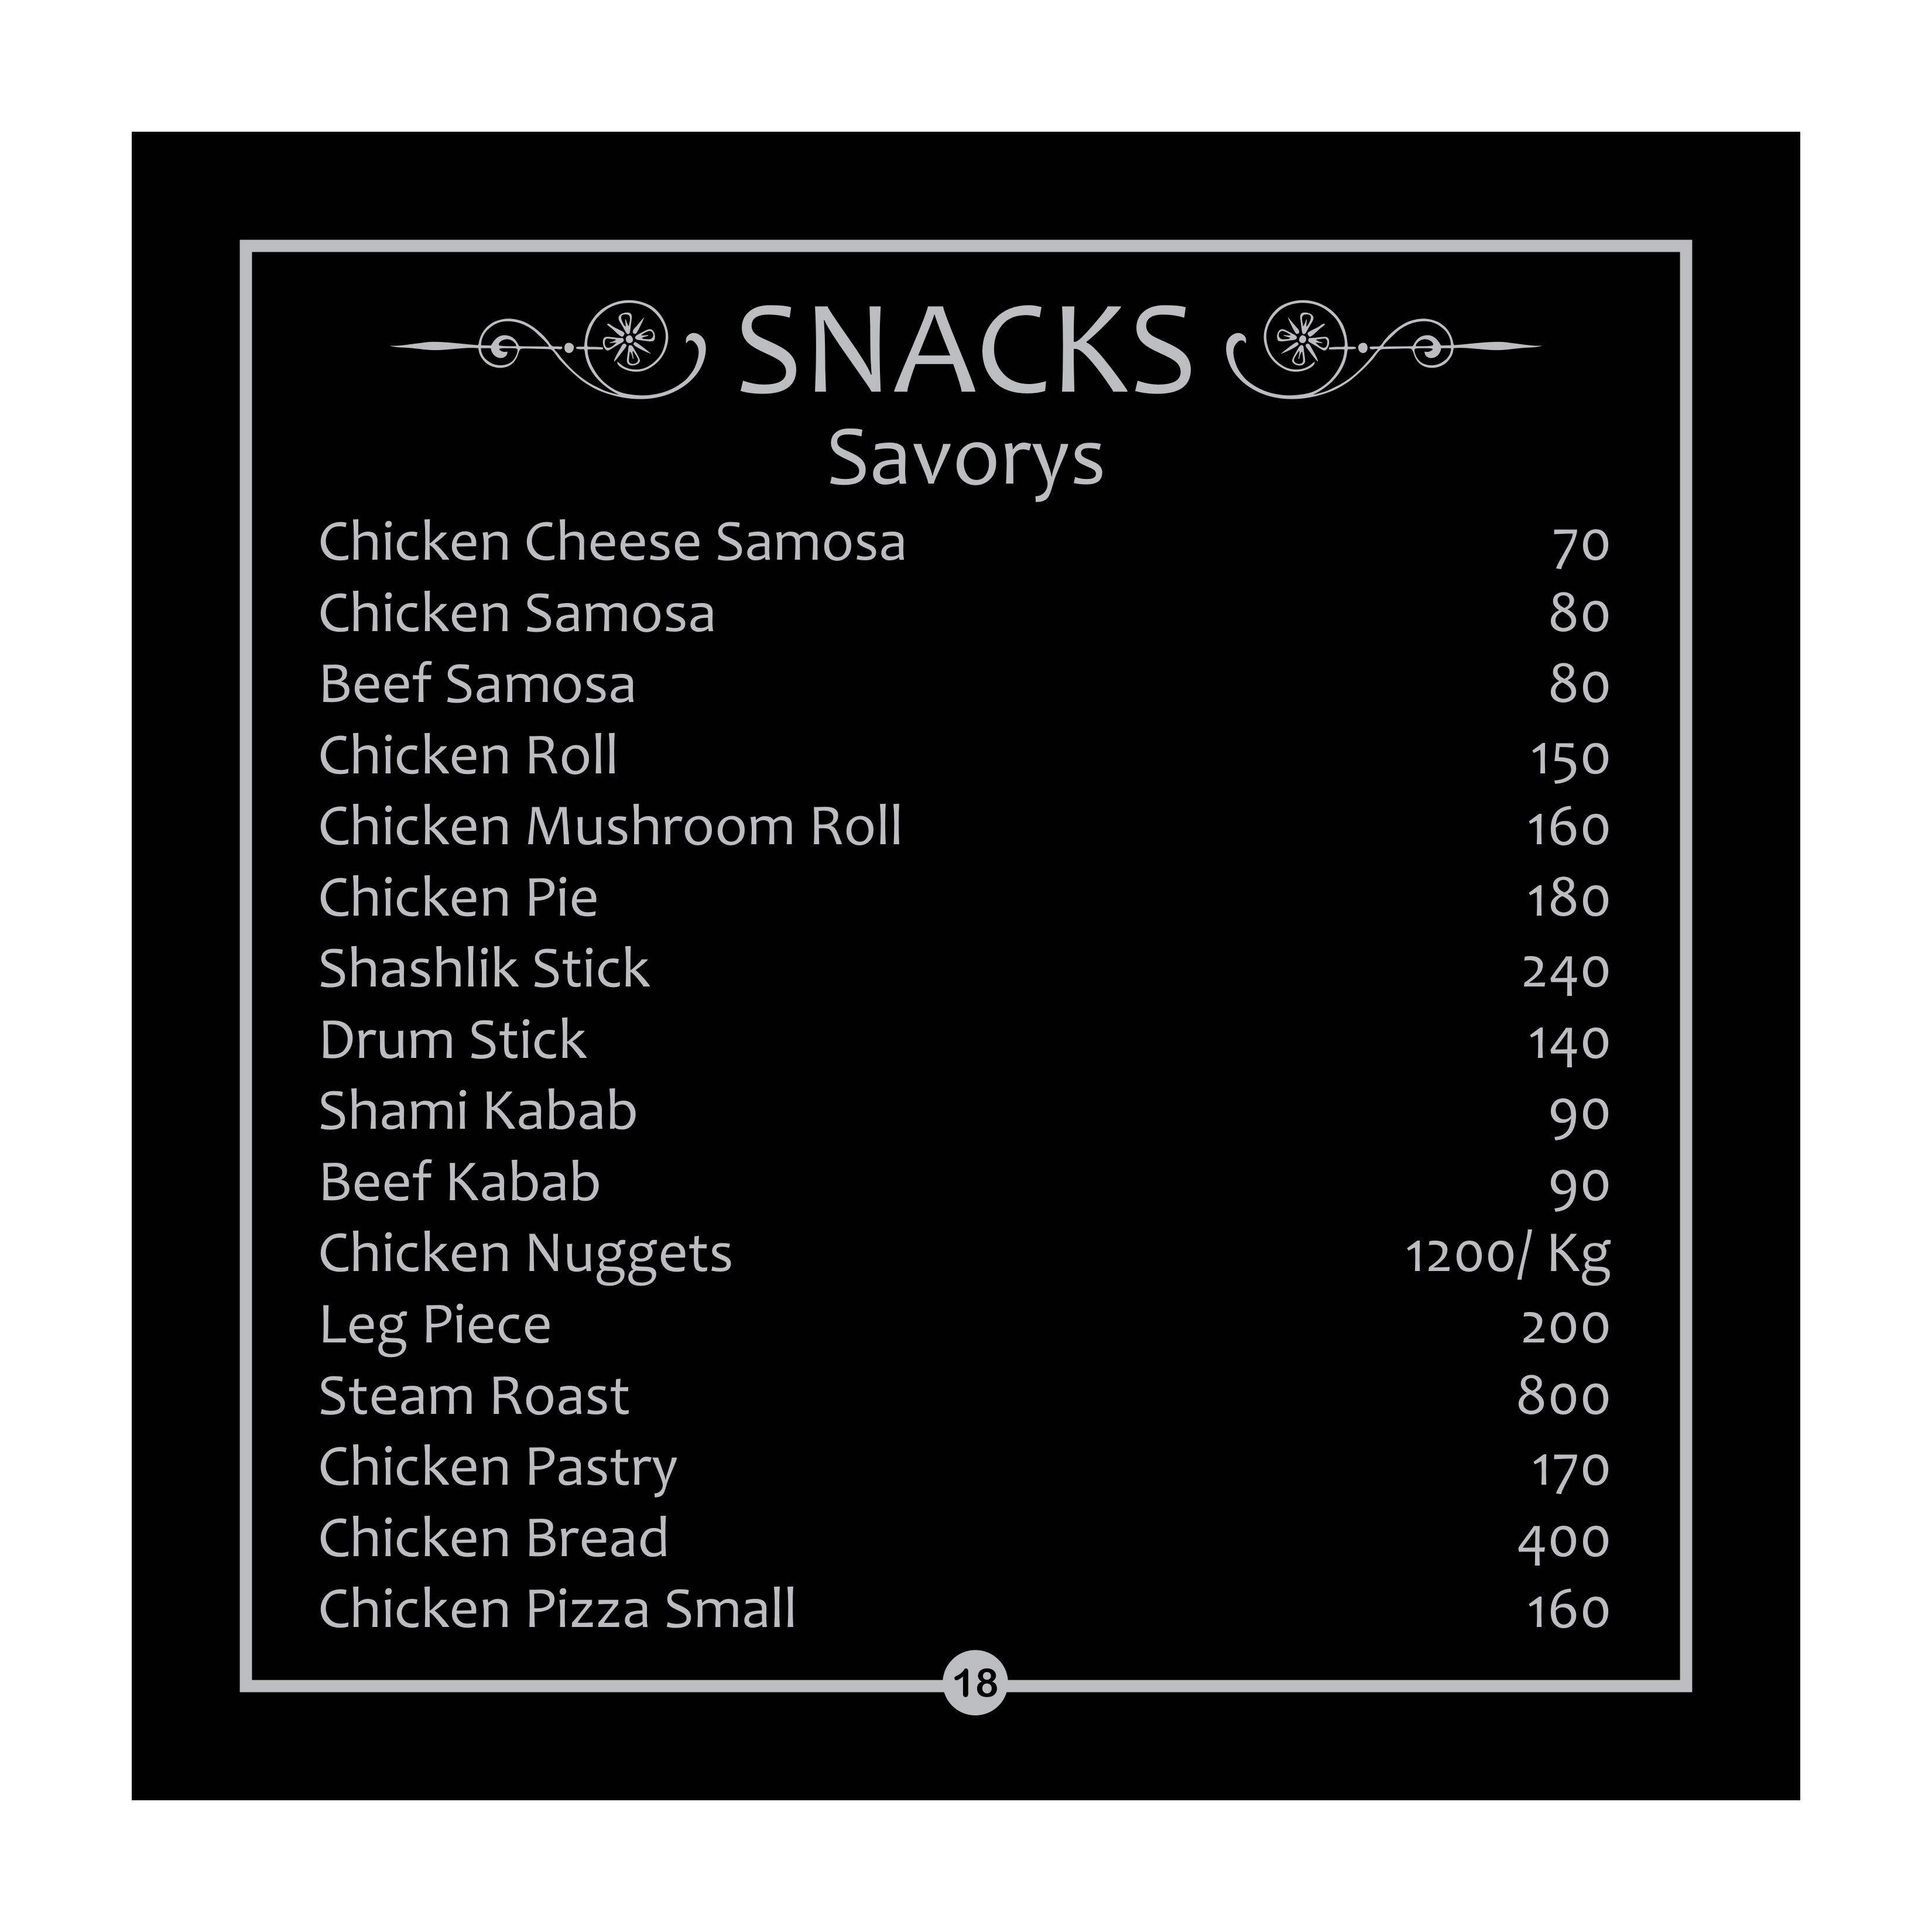 SNACKS
Savorys
Chicken Cheese Samosa 70
Chicken Samosa 80
Beef Samosa 80
Chicken Roll 150
Chicken Mushroom Roll 160
Chicken Pie 180
Shashlik Stick 240
Drum Stick 140
Shami Kabab 90
Beef Kabab 90
Chicken Nuggets 1200/ Kg
Leg Piece 200
Steam Roast 800
Chicken Pastry 170
Chicken Bread 400
Chicken Pizza Small 160
18